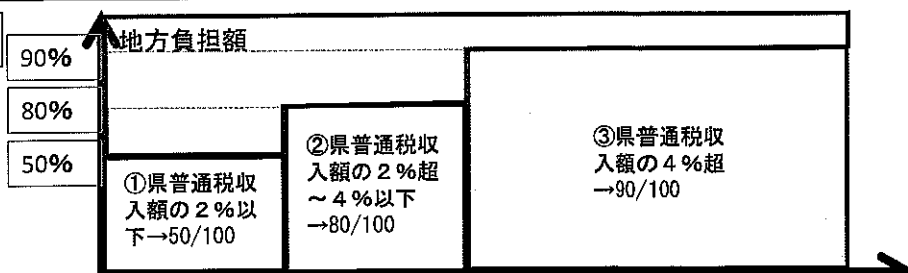 地方負担額
90%
80%
50%
①県普通税収
入額の２％以
下→50/100
②県普通税収
入額の２％超
～４％以下
→80/100
③県普通税収
入額の４％超
→90/100